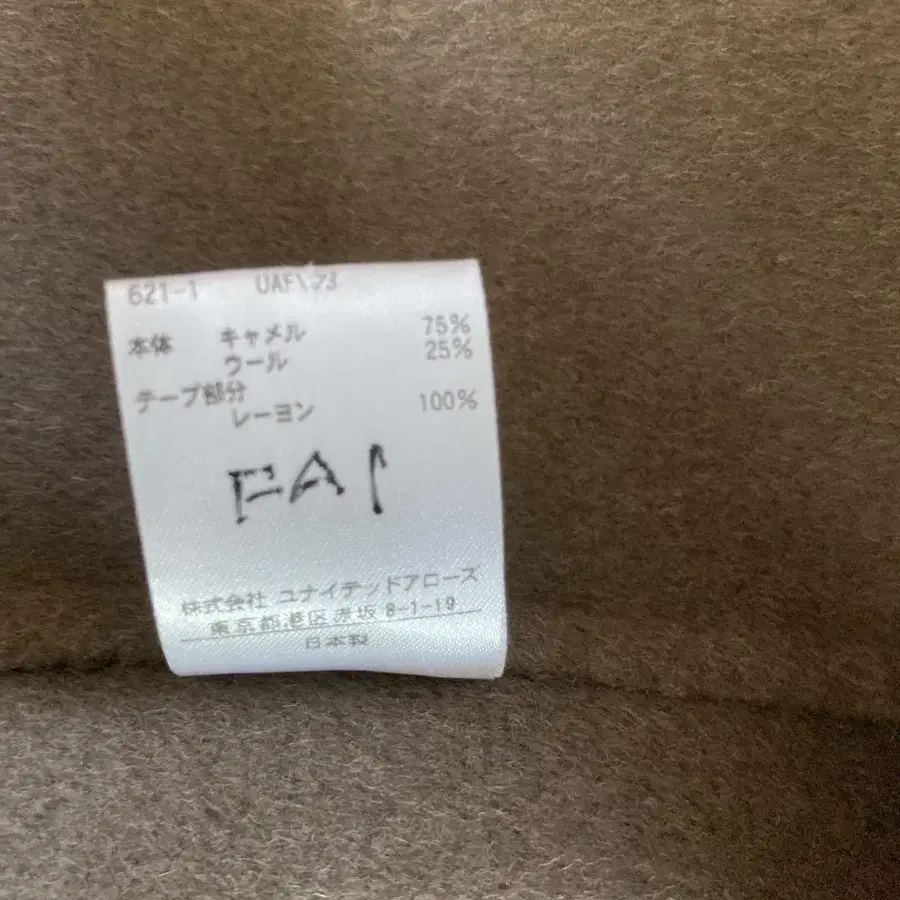 621-1 UAF\73
本体 キャメル 75%
ウール 25%
テープ部分
レーヨン 100%
株式会社 ユナイテッドアローズ
東京都港区赤坂 8-1-19
日本製